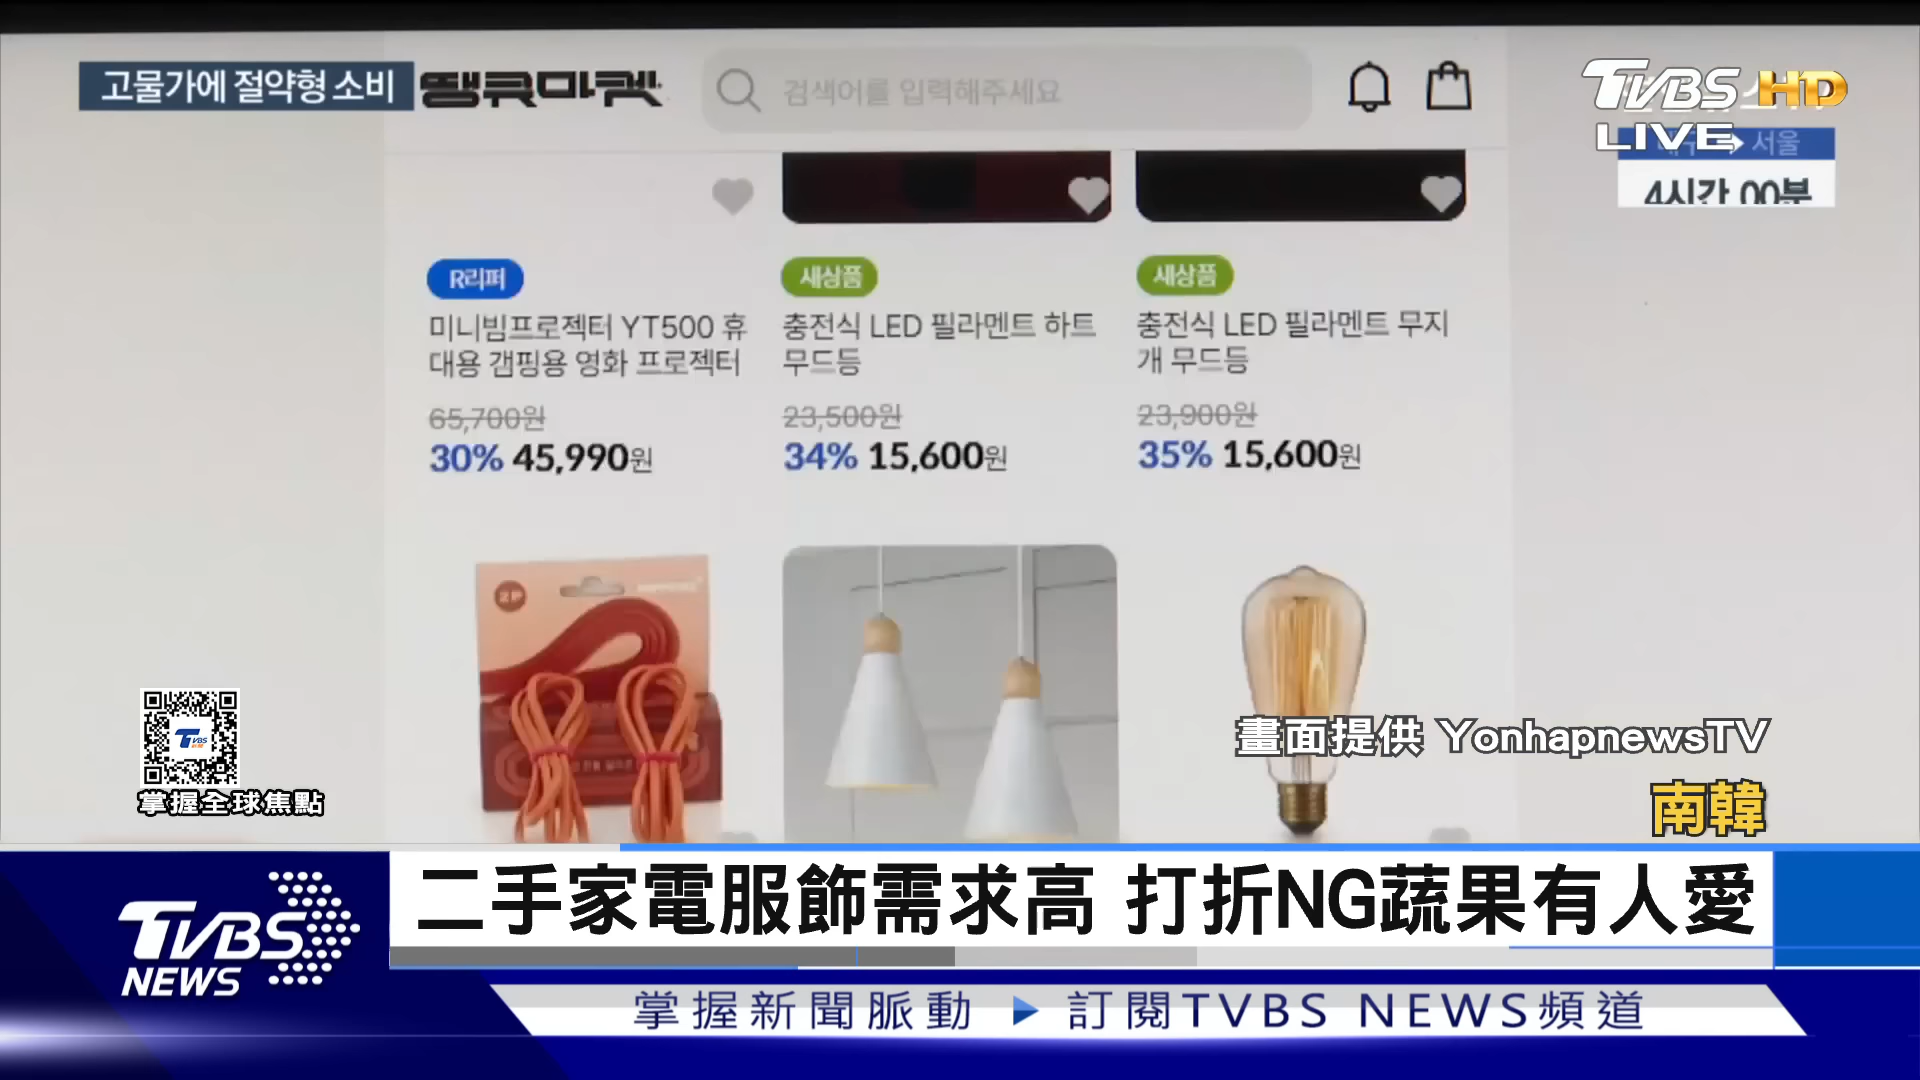 고물가에 절약형 소비
땡큐마켓
검색어를 입력해주세요
TVBS HD
LIVE
서울
4시간 00분
R리퍼
새상품
새상품
미니빔프로젝터 YT500 휴
대용 캠핑용 영화 프로젝터
충전식 LED 필라멘트 하트
무드등
충전식 LED 필라멘트 무지
개 무드등
65,700원
30% 45,990원
23,500원
34% 15,600원
23,900원
35% 15,600원
TVBS
掌握全球焦點
畫面提供 YonhapnewsTV
南韓
二手家電服飾需求高 打折NG蔬果有人愛
TVBS
NEWS
掌握新聞脈動 ▶ 訂閱TVBS NEWS頻道